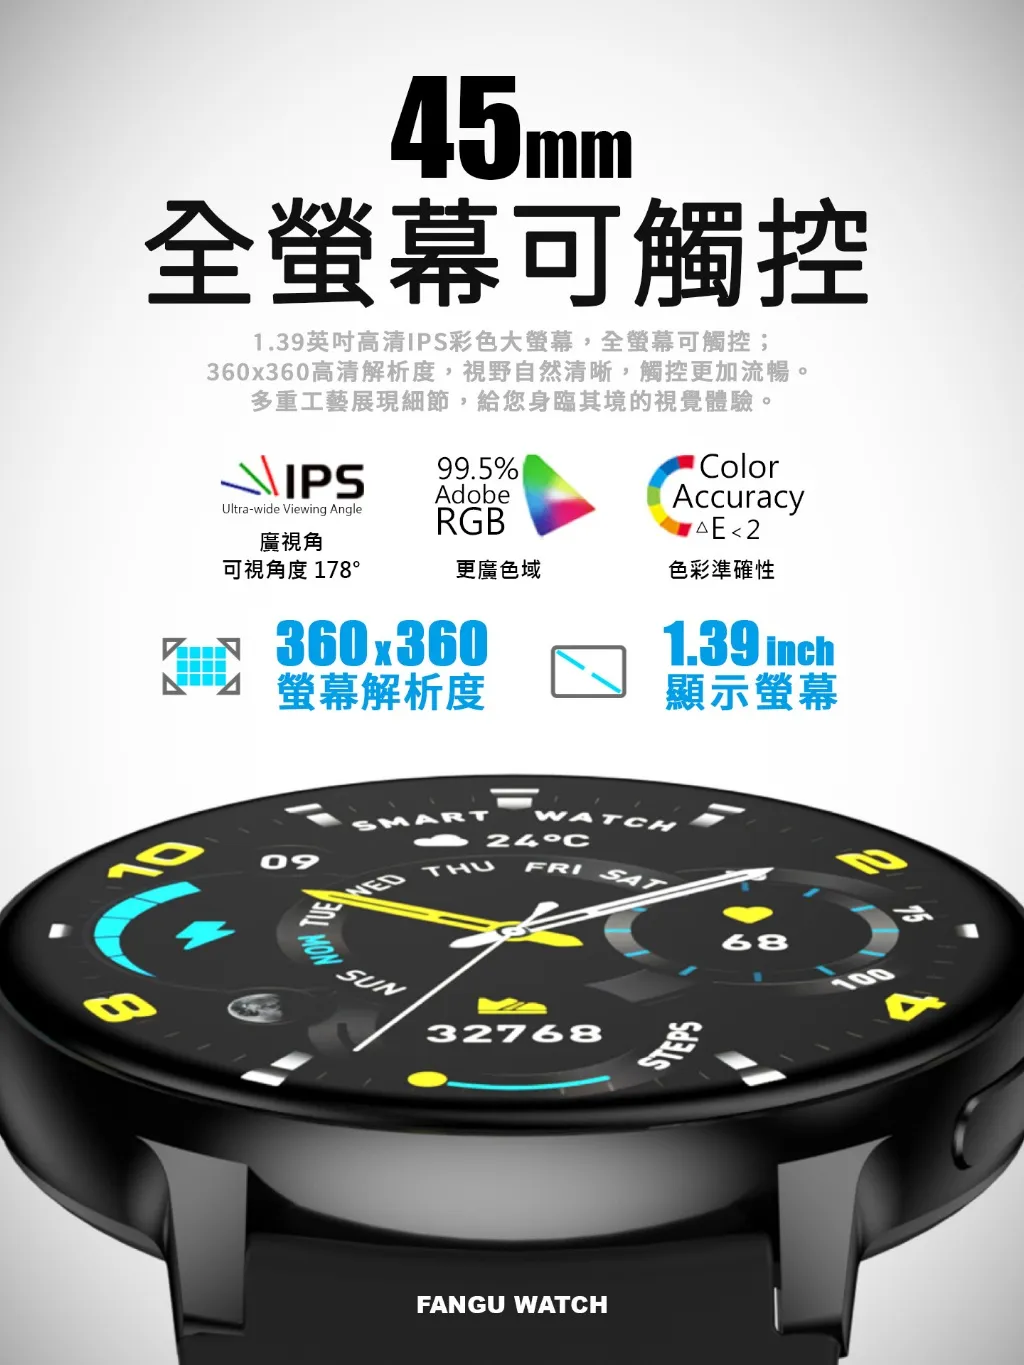 45mm
全螢幕可觸控
1.39英吋高清IPS彩色大螢幕，全螢幕可觸控；
360x360高清解析度，視野自然清晰，觸控更加流暢。
多重工藝展現細節，給您身臨其境的視覺體驗。
IPS
Ultra-wide Viewing Angle
廣視角
可視角度 178°
99.5%
Adobe
RGB
更廣色域
Color
Accuracy
△E<2
色彩準確性
360x360
螢幕解析度
1.39 inch
顯示螢幕
SMART WATCH
24°C
10
09
SUN MON TUE WED THU FRI SAT
2
75
68
100
8
4
32768
STEPS
FANGU WATCH